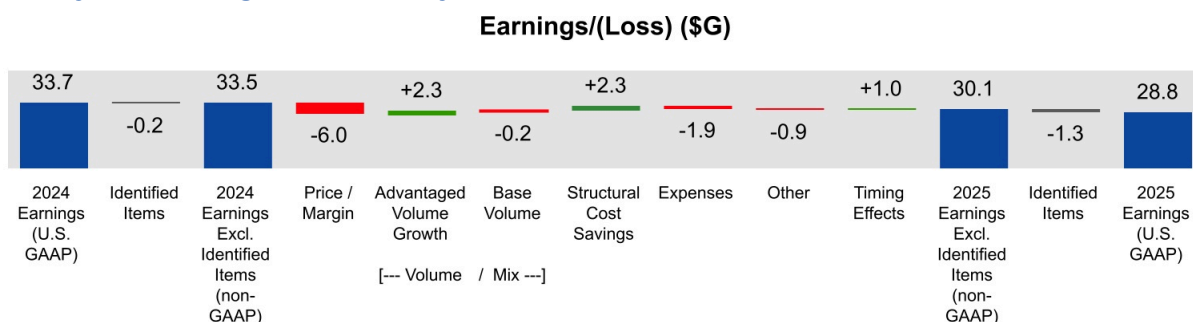 Earnings/(Loss) ($G)
33.7
-0.2
33.5
-6.0
+2.3
-0.2
+2.3
-1.9
-0.9
+1.0
30.1
-1.3
28.8
2024
Earnings
(U.S.
GAAP)
Identified
Items
2024
Earnings
Excl.
Identified
Items
(non-
GAAP)
Price /
Margin
Advantaged
Volume
Growth
Base
Volume
[--- Volume / Mix ---]
Structural
Cost
Savings
Expenses
Other
Timing
Effects
2025
Earnings
Excl.
Identified
Items
(non-
GAAP)
Identified
Items
2025
Earnings
(U.S.
GAAP)